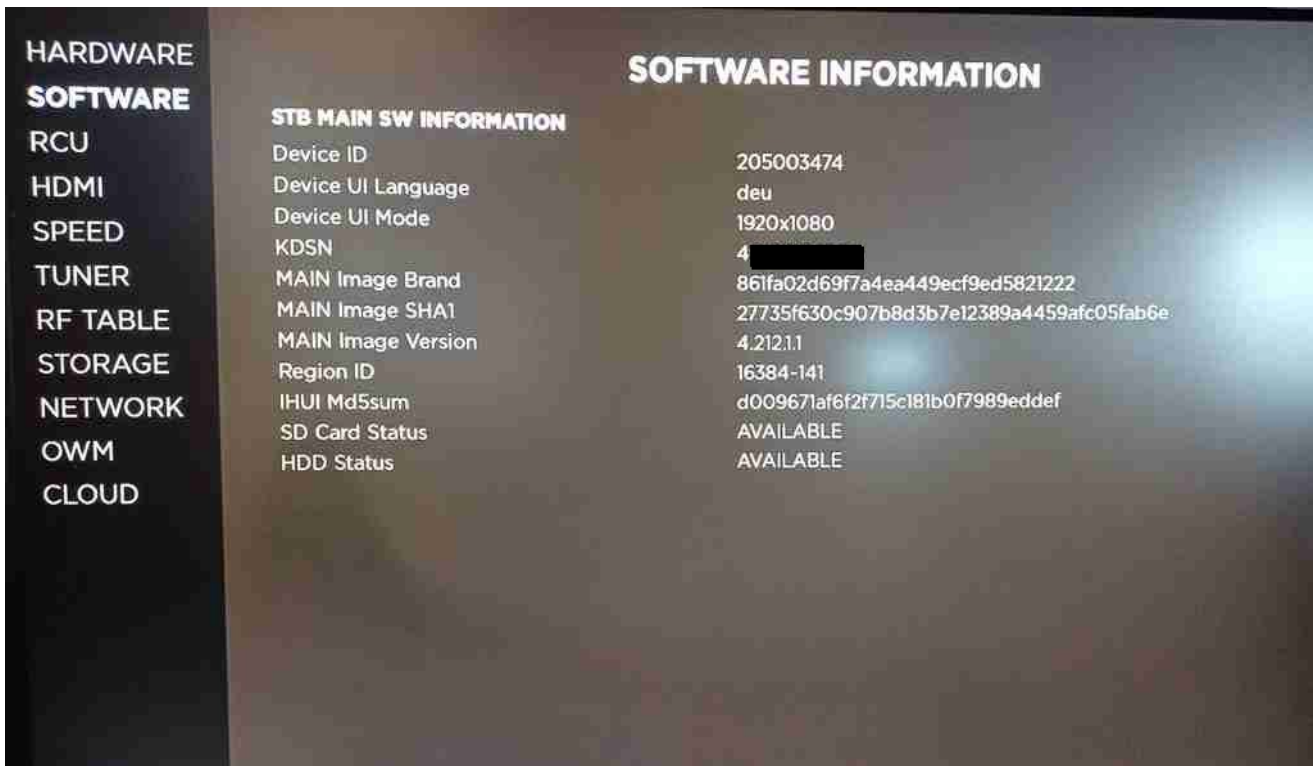 HARDWARE
SOFTWARE
RCU
HDMI
SPEED
TUNER
RF TABLE
STORAGE
NETWORK
OWM
CLOUD
SOFTWARE INFORMATION
STB MAIN SW INFORMATION
Device ID 205003474
Device UI Language deu
Device UI Mode 1920x1080
KDSN 4
MAIN Image Brand 861fa02d69f7a4ea449ecf9ed5821222
MAIN Image SHA1 27735f630c907b8d3b7e12389a4459afc05fab6e
MAIN Image Version 4.212.1.1
Region ID 16384-141
IHUI Md5sum d009671af6f2f715c181b0f7989eddef
SD Card Status AVAILABLE
HDD Status AVAILABLE